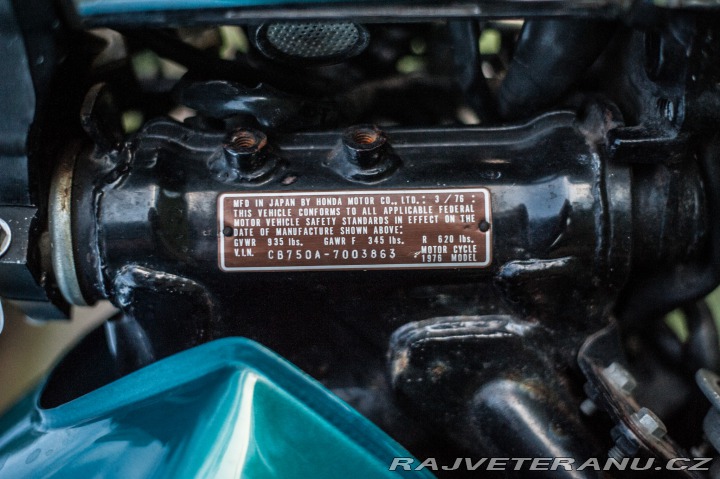 MFD IN JAPAN BY HONDA MOTOR CO., LTD.: 3/76 :
THIS VEHICLE CONFORMS TO ALL APPLICABLE FEDERAL
MOTOR VEHICLE SAFETY STANDARDS IN EFFECT ON THE
DATE OF MANUFACTURE SHOWN ABOVE:
GVWR 935 lbs. GAWR F 345 lbs. R 620 lbs.
V.I.N. CB750A-7003863 MOTOR CYCLE
1976 MODEL
RAJVETERANU.CZ